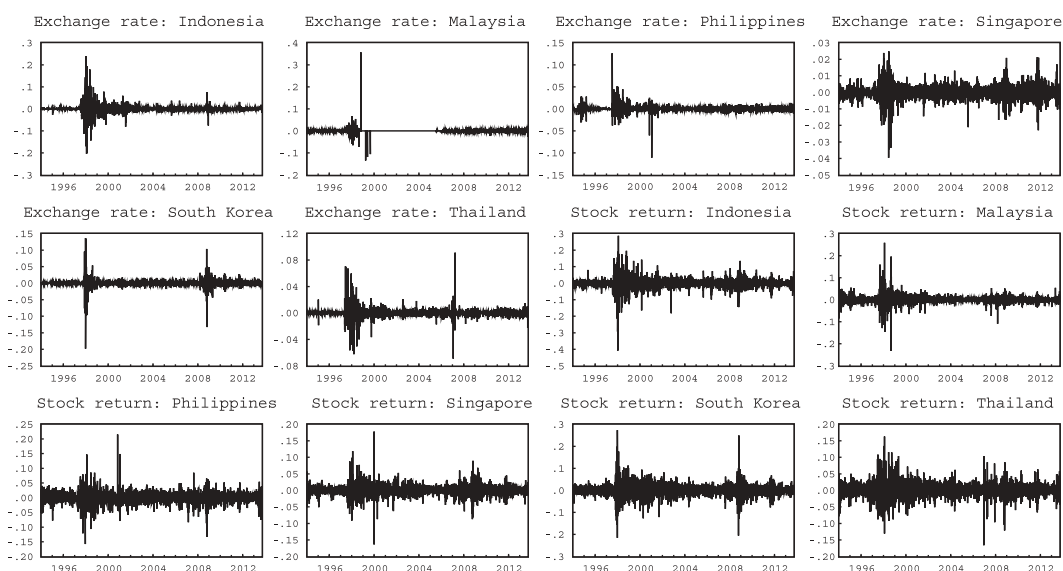 Exchange rate: Indonesia Exchange rate: Malaysia Exchange rate: Philippines Exchange rate: Singapore
.3 .4 .15 .03
.2 .3 .10 .02
.1 .2 .05 .01
.0 .1 .00 .00
-.1 .0 -.05 -.01
-.2 -.1 -.10 -.02
-.3 -.2 -.15 -.03
-.04
-.05
1996 2000 2004 2008 2012 1996 2000 2004 2008 2012 1996 2000 2004 2008 2012 1996 2000 2004 2008 2012
Exchange rate: South Korea Exchange rate: Thailand Stock return: Indonesia Stock return: Malaysia
.15 .12 .3 .3
.10 .08 .2 .2
.05 .04 .1 .1
.00 .00 .0 .0
-.05 -.04 -.1 -.1
-.10 -.08 -.2 -.2
-.15 -.3 -.3
-.20 -.4
-.25 -.5
1996 2000 2004 2008 2012 1996 2000 2004 2008 2012 1996 2000 2004 2008 2012 1996 2000 2004 2008 2012
Stock return: Philippines Stock return: Singapore Stock return: South Korea Stock return: Thailand
.25 .20 .3 .20
.20 .15 .2 .15
.15 .10 .1 .10
.10 .05 .0 .05
.05 .00 -.1 .00
.00 -.05 -.2 -.05
-.05 -.10 -.3 -.10
-.10 -.15 -.15
-.15 -.20 -.20
-.20
1996 2000 2004 2008 2012 1996 2000 2004 2008 2012 1996 2000 2004 2008 2012 1996 2000 2004 2008 2012